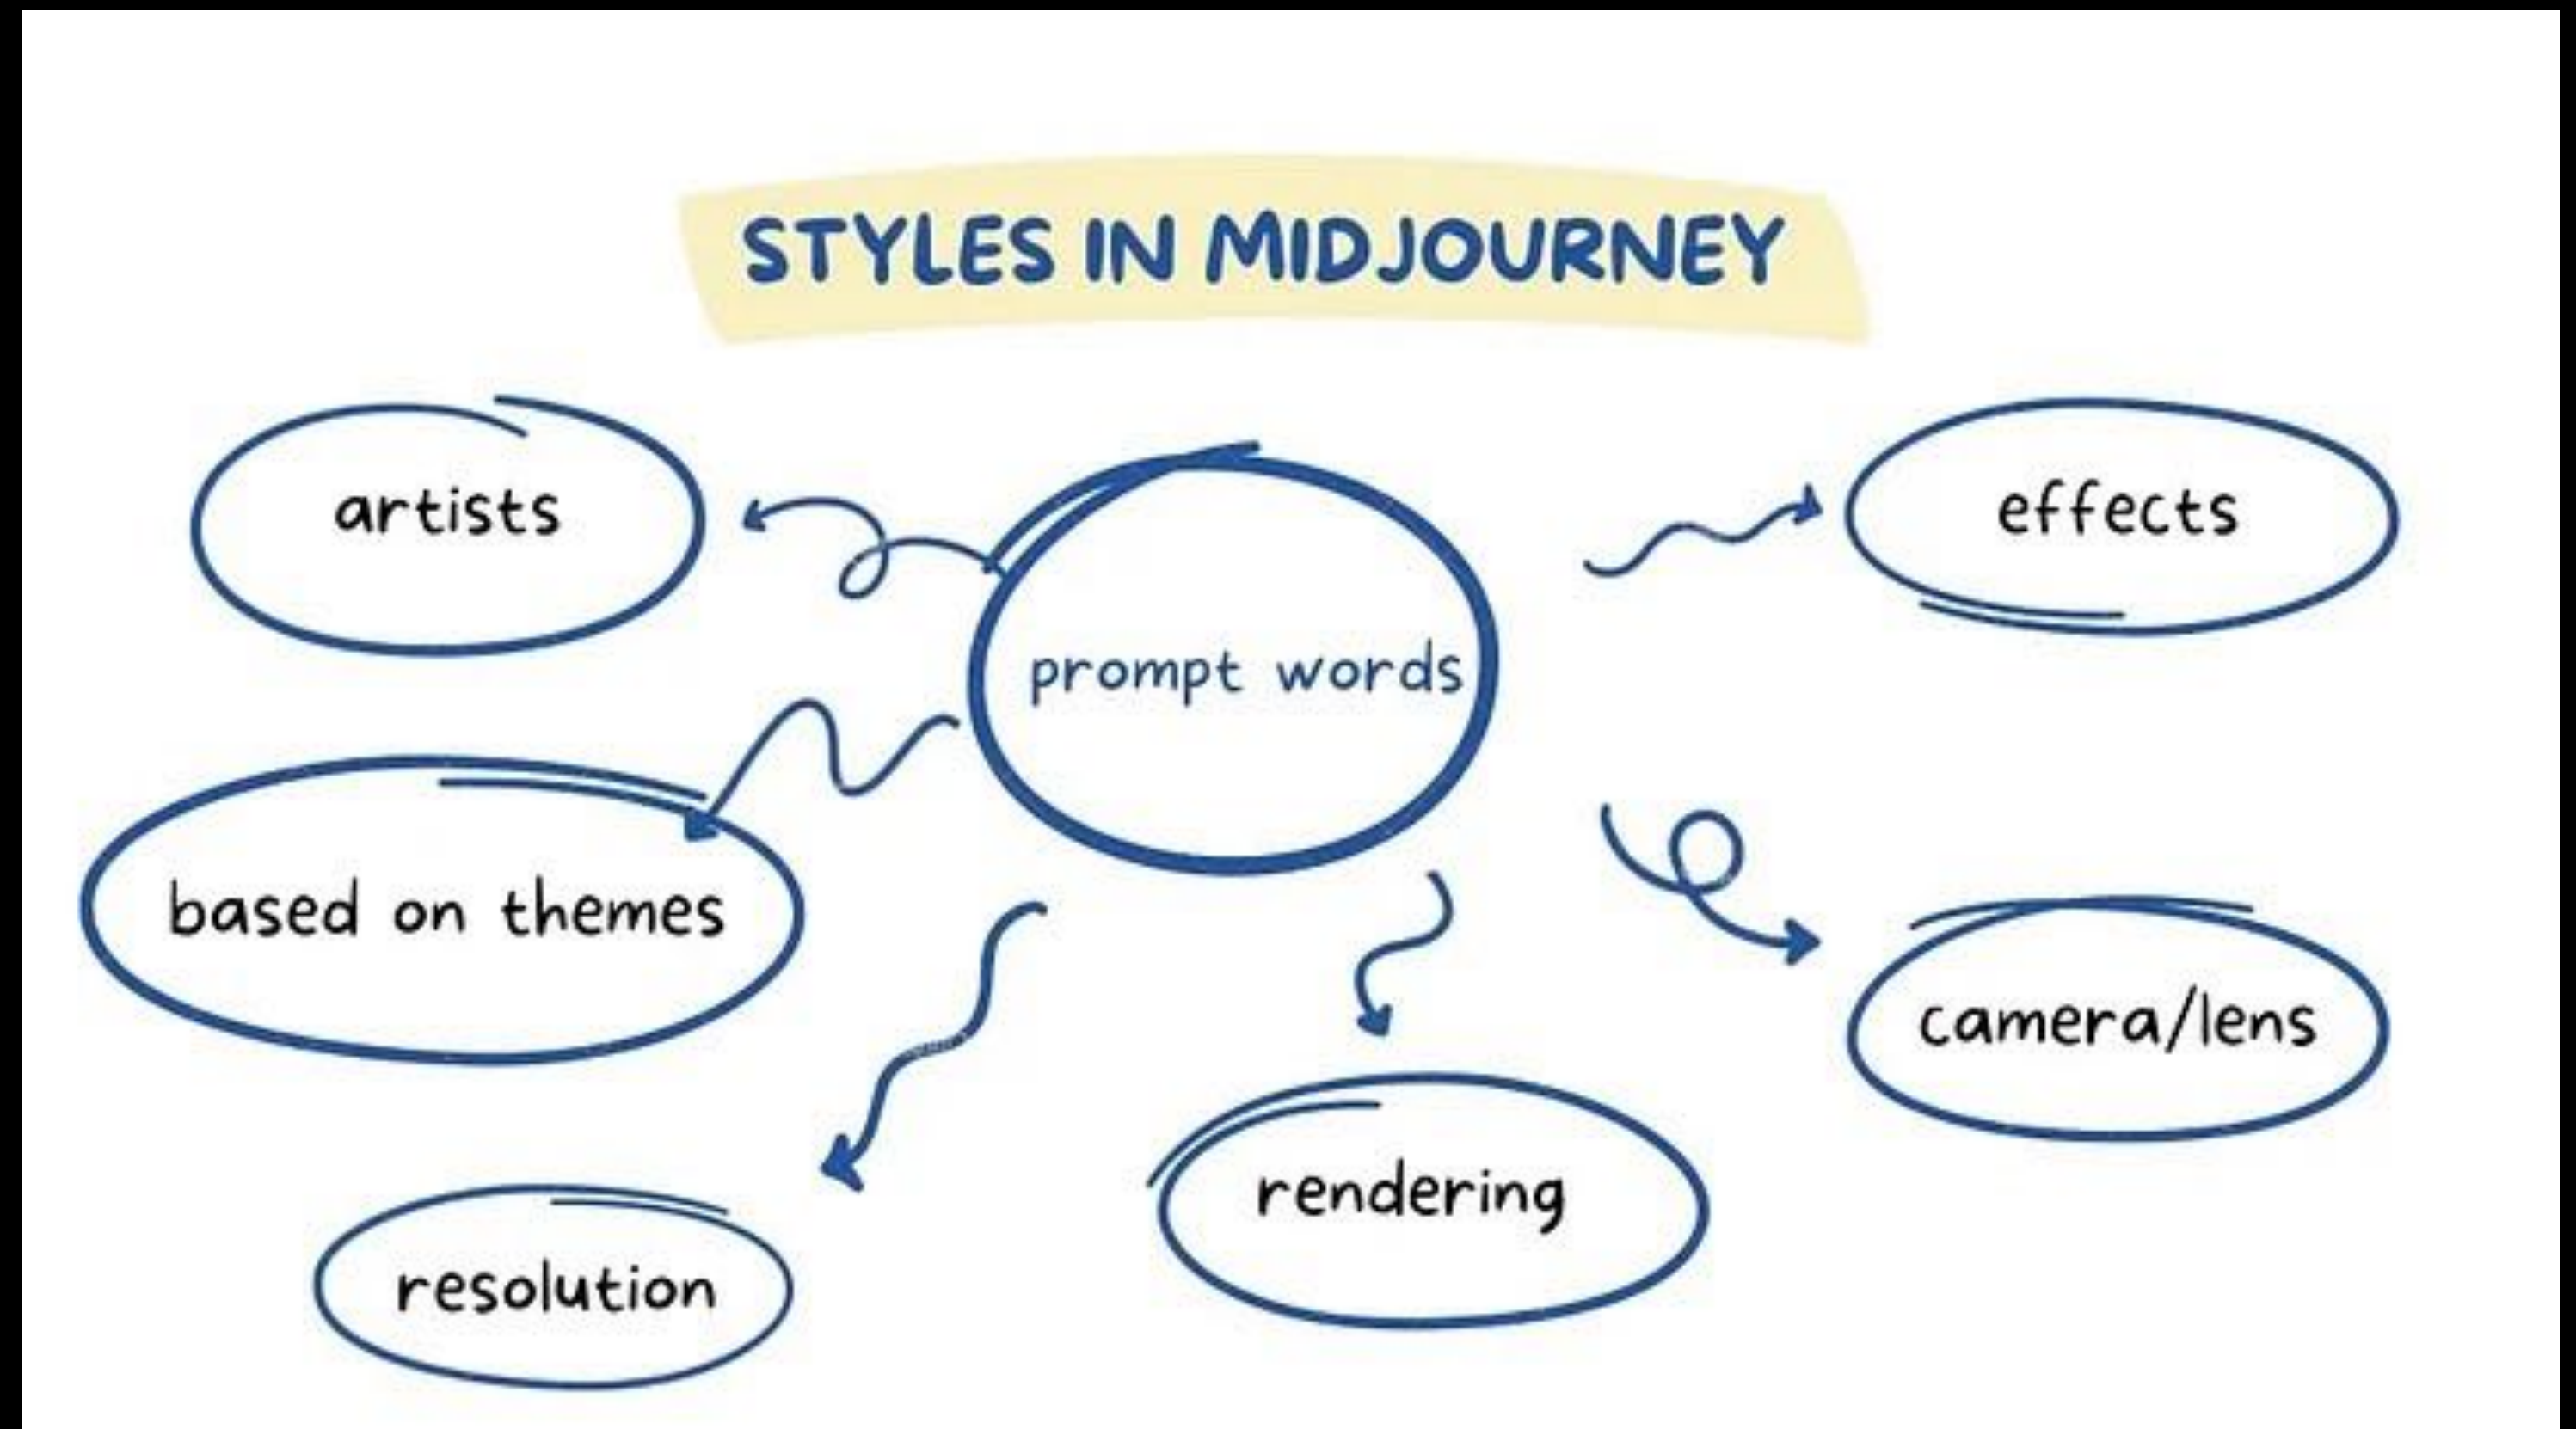 STYLES IN MIDJOURNEY
artists
effects
prompt words
based on themes
camera/lens
rendering
resolution